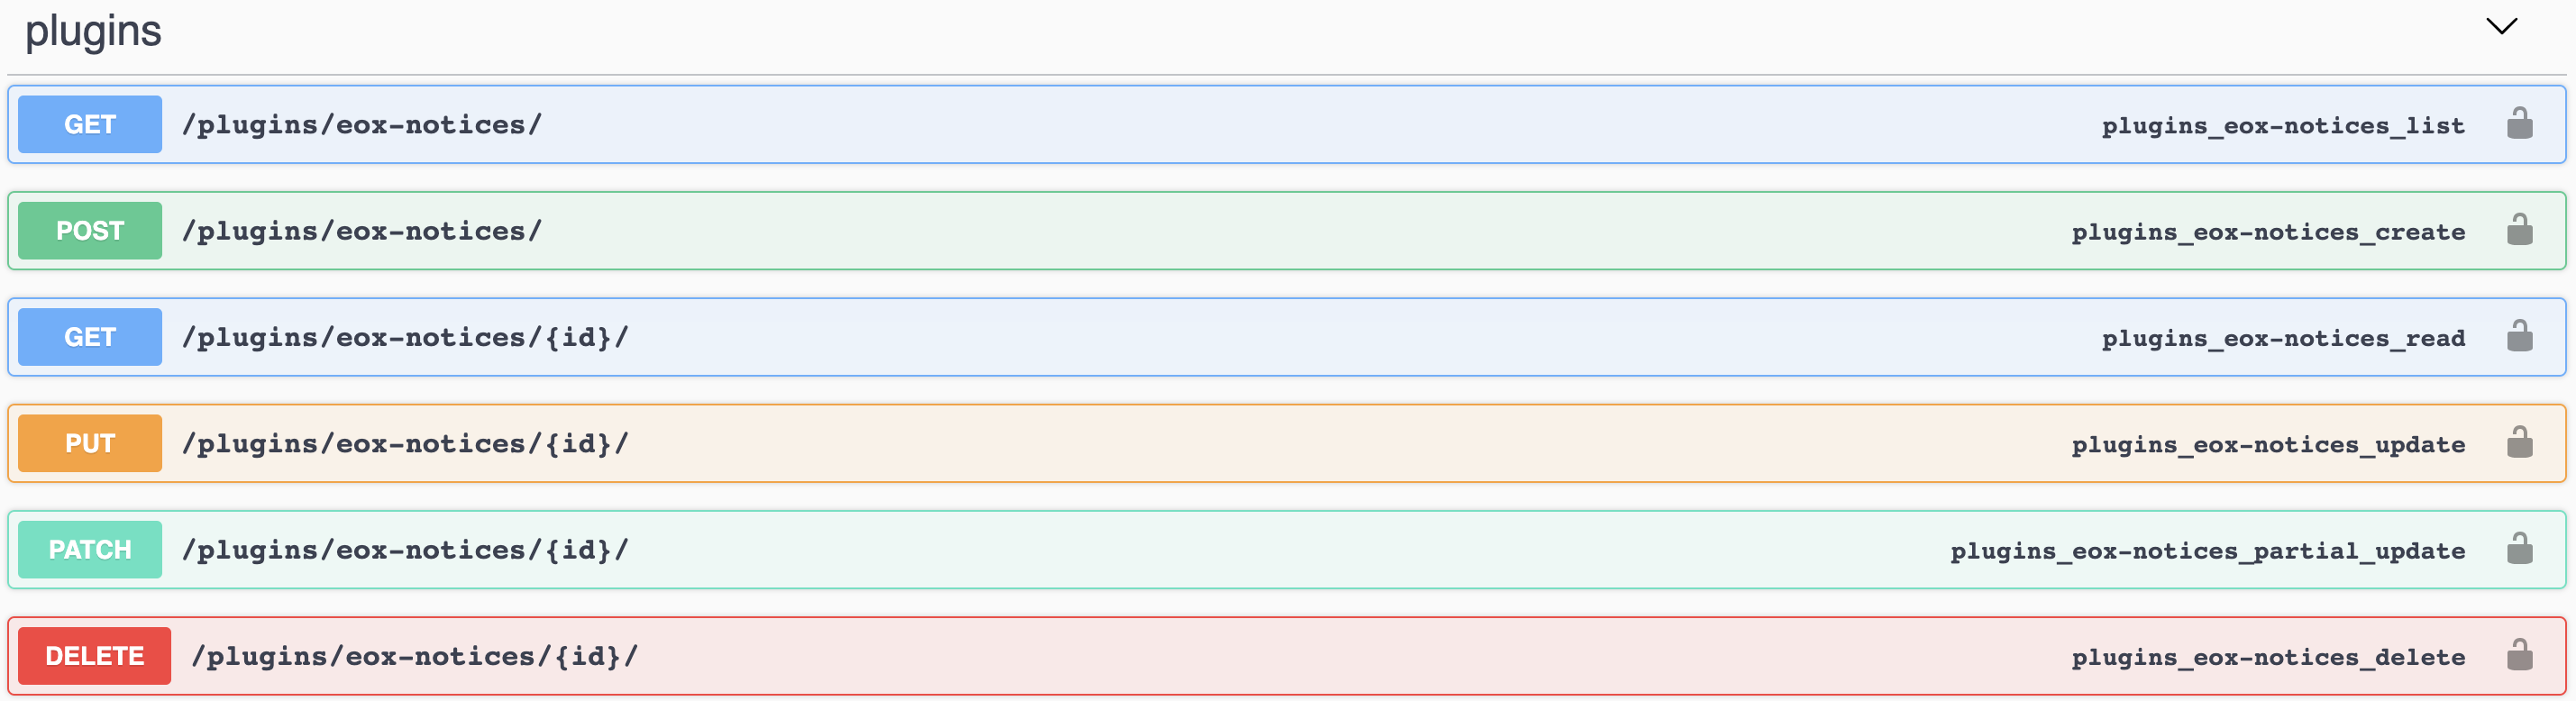 plugins
GET /plugins/eox-notices/ plugins_eox-notices_list
POST /plugins/eox-notices/ plugins_eox-notices_create
GET /plugins/eox-notices/{id}/ plugins_eox-notices_read
PUT /plugins/eox-notices/{id}/ plugins_eox-notices_update
PATCH /plugins/eox-notices/{id}/ plugins_eox-notices_partial_update
DELETE /plugins/eox-notices/{id}/ plugins_eox-notices_delete